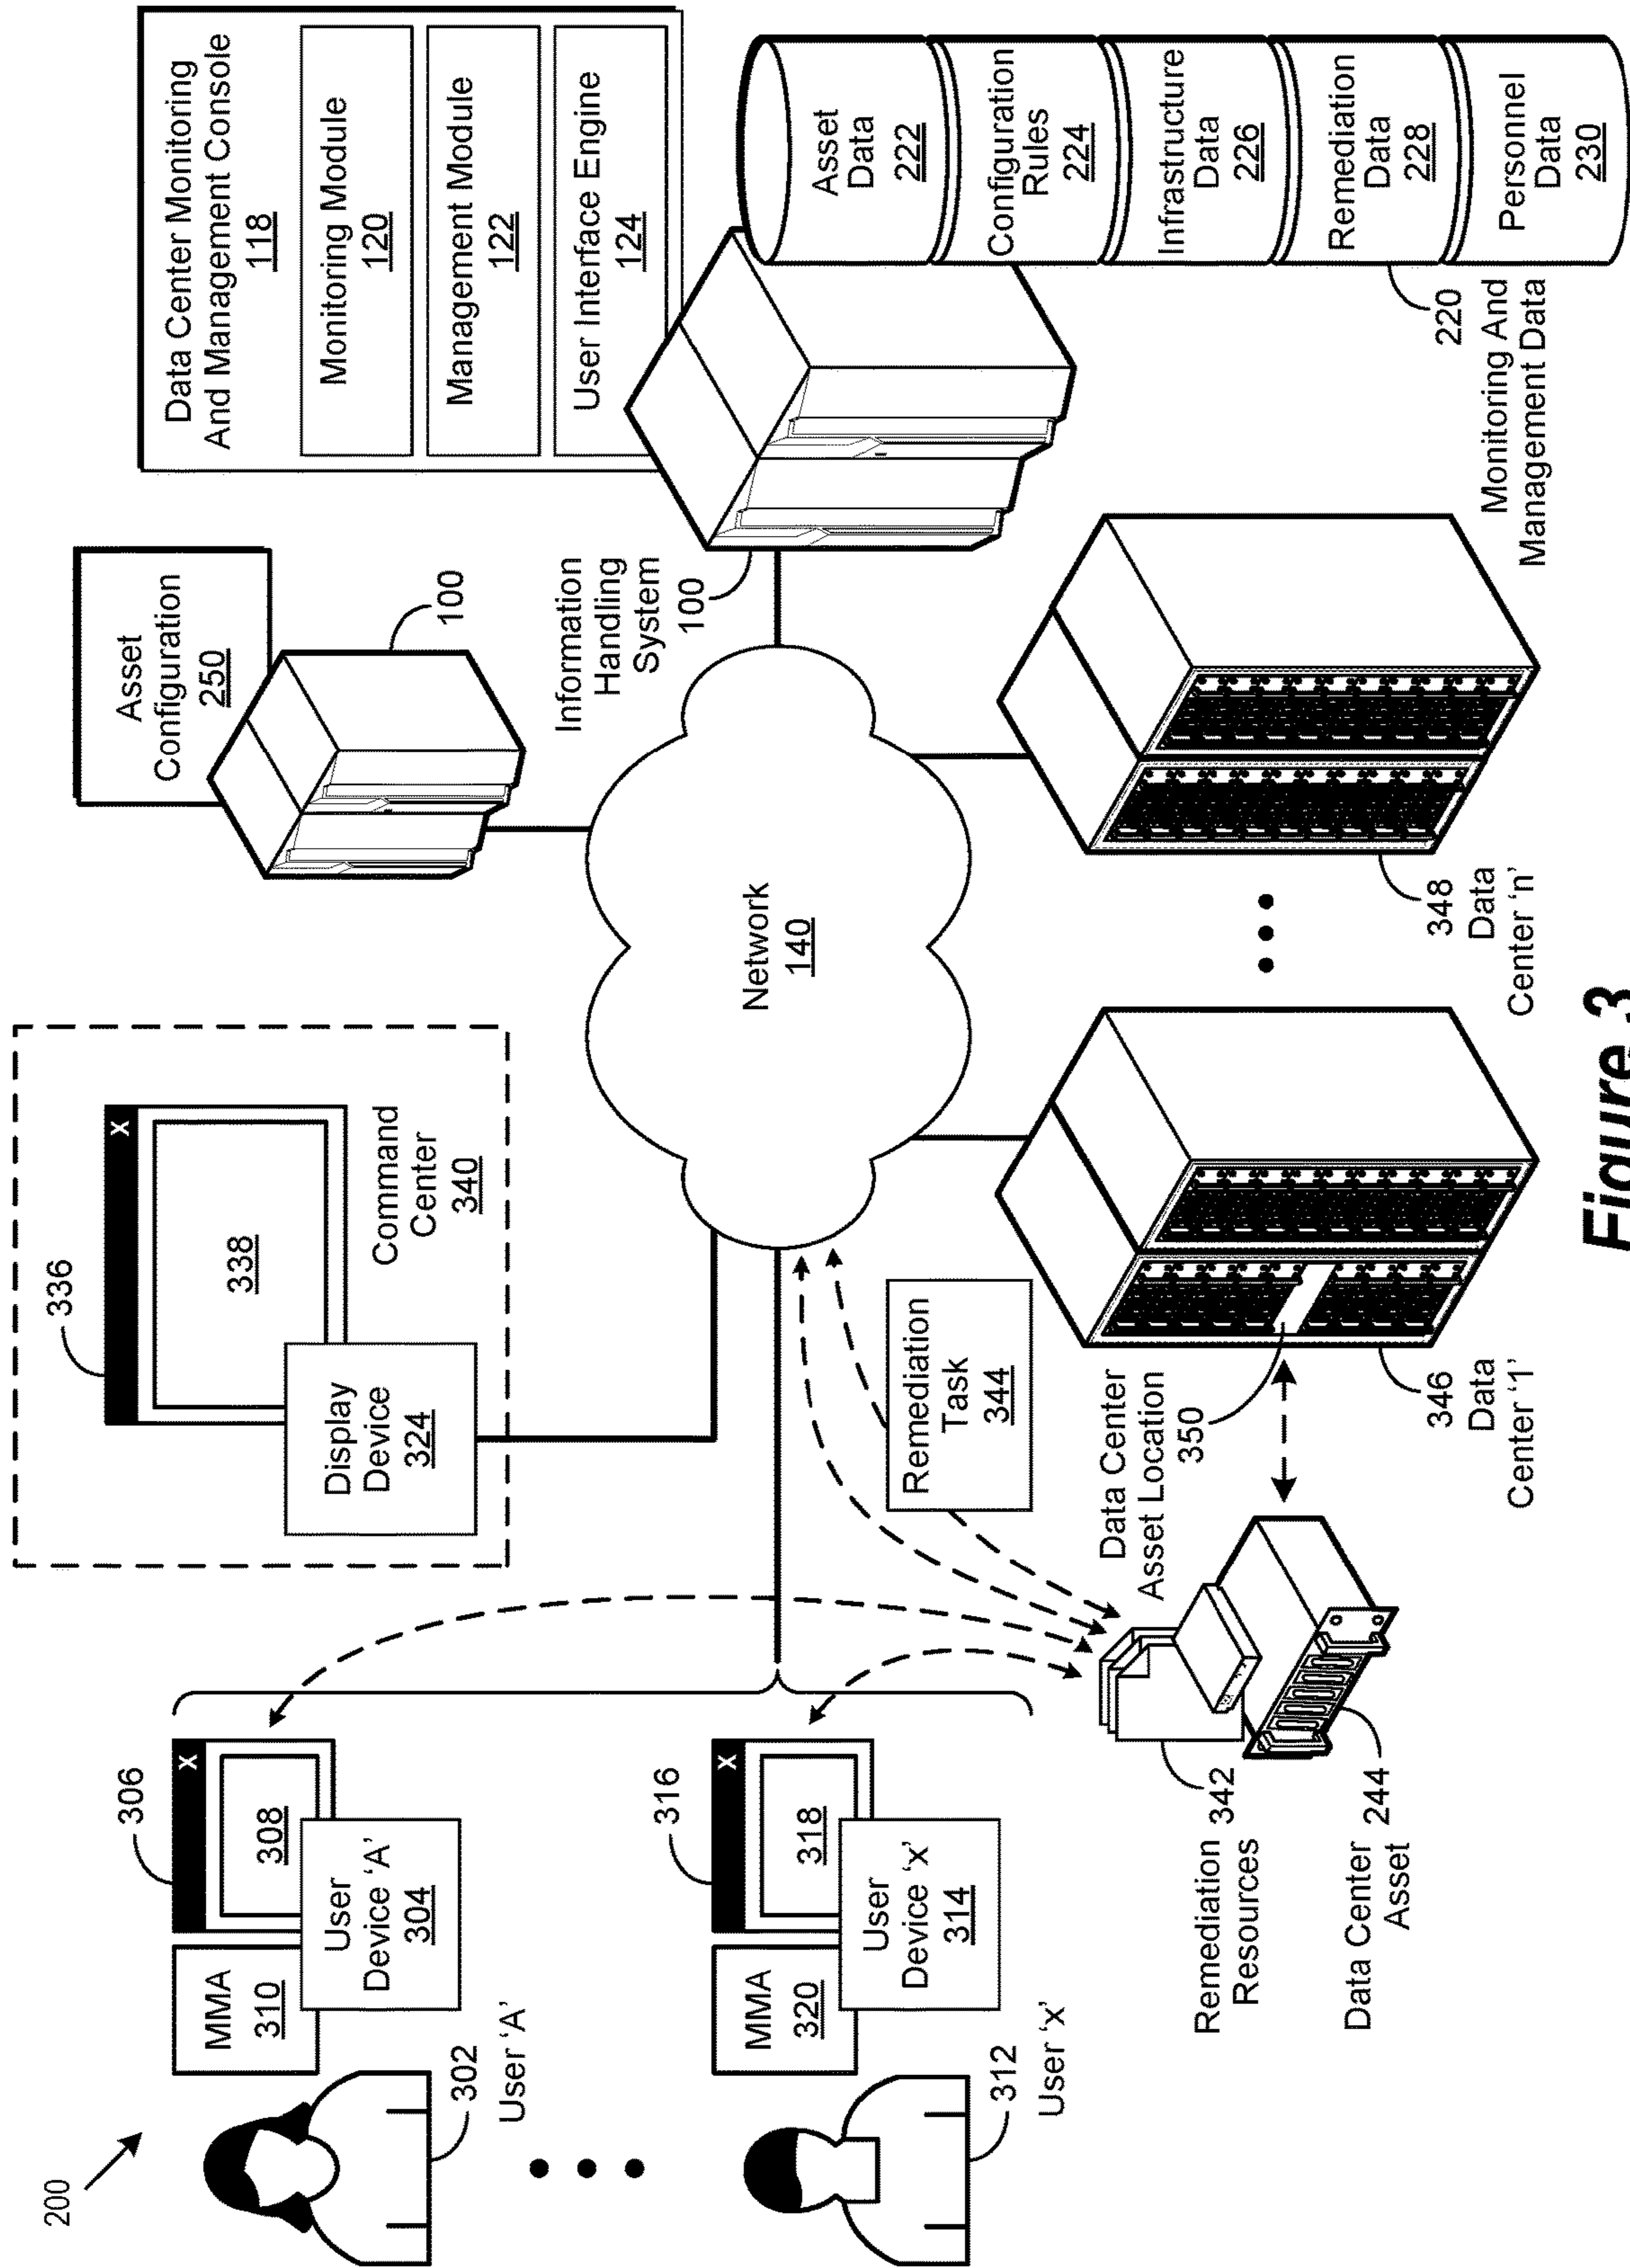 200
302
User ‘A’
MMA
310
306
X
308
User
Device ‘A’
304
312
User ‘x’
MMA
320
316
X
318
User
Device ‘x’
314
336
X
338
Display
Device
324
Command
Center
340
Remediation
Task
344
Remediation 342
Resources
Data Center 244
Asset
Data Center
Asset Location
350
346
Data
Center ‘1’
348
Data
Center ‘n’
Network
140
Asset
Configuration
250
100
Information
Handling
System
100
Data Center Monitoring
And Management Console
118
Monitoring Module
120
Management Module
122
User Interface Engine
124
Asset
Data
222
Configuration
Rules
224
Infrastructure
Data
226
Remediation
Data
228
Personnel
Data
230
220
Monitoring And
Management Data
Figure 3